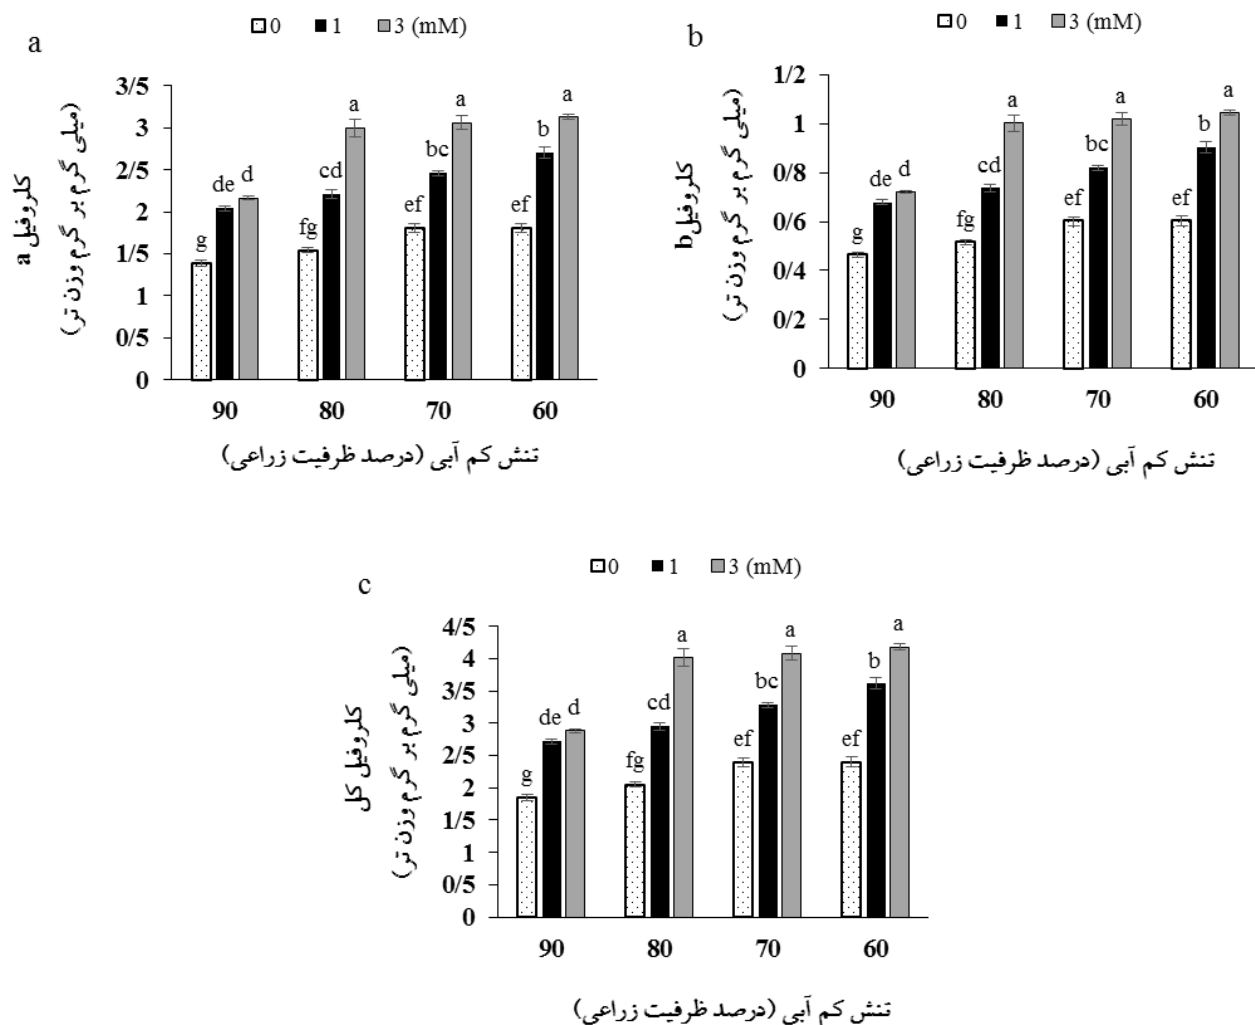 a
0 1 3 (mM)
کلروفیل a
(میلی گرم بر گرم وزن تر)
3/5
3
2/5
2
1/5
1
0/5
0
g de d fg cd a ef bc a ef b a
90 80 70 60
تنش کم آبی (درصد ظرفیت زراعی)
b
0 1 3 (mM)
کلروفیل b
(میلی گرم بر گرم وزن تر)
1/2
1
0/8
0/6
0/4
0/2
0
g de d fg cd a ef bc a ef b a
90 80 70 60
تنش کم آبی (درصد ظرفیت زراعی)
c
0 1 3 (mM)
کلروفیل کل
(میلی گرم بر گرم وزن تر)
4/5
4
3/5
3
2/5
2
1/5
1
0/5
0
g de d fg cd a ef bc a ef b a
90 80 70 60
تنش کم آبی (درصد ظرفیت زراعی)